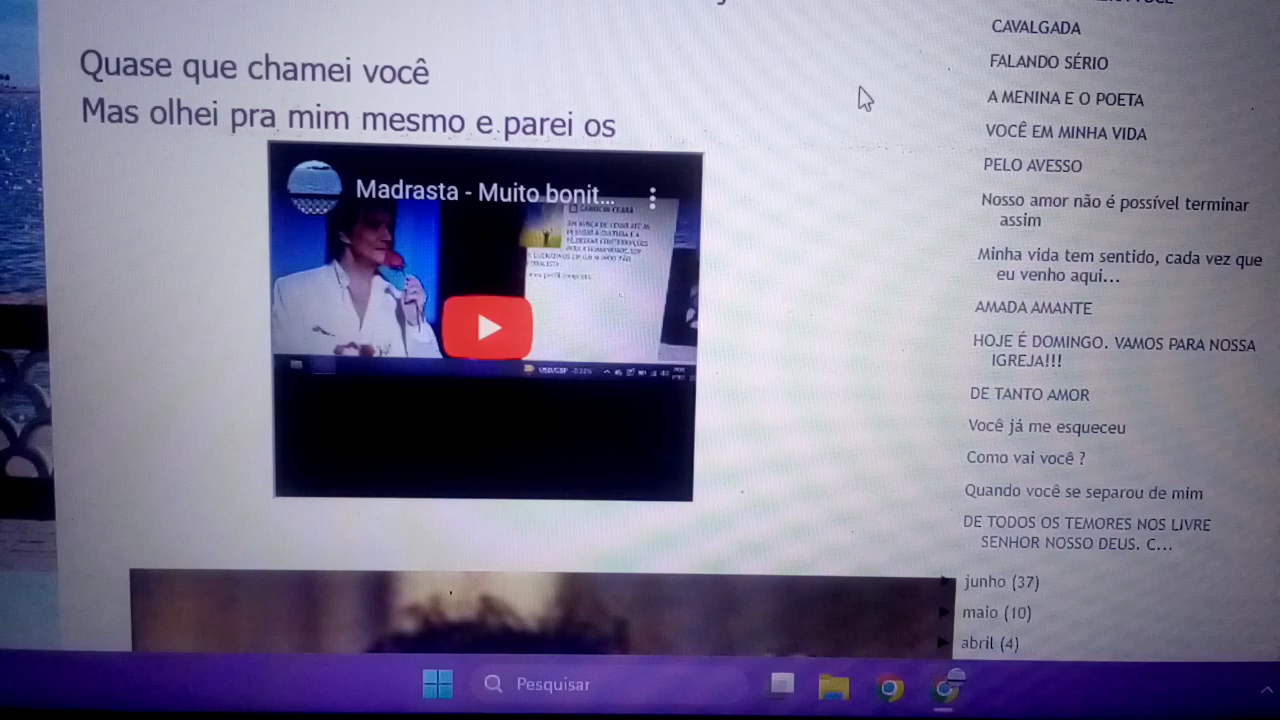 Quase que chamei você
Mas olhei pra mim mesmo e parei os
Madrasta - Muito bonit...
USD/GBP -0.20%
CAVALGADA
FALANDO SÉRIO
A MENINA E O POETA
VOCÊ EM MINHA VIDA
PELO AVESSO
Nosso amor não é possível terminar
assim
Minha vida tem sentido, cada vez que
eu venho aqui...
AMADA AMANTE
HOJE É DOMINGO. VAMOS PARA NOSSA
IGREJA!!!
DE TANTO AMOR
Você já me esqueceu
Como vai você ?
Quando você se separou de mim
DE TODOS OS TEMORES NOS LIVRE
SENHOR NOSSO DEUS. C...
junho (37)
maio (10)
abril (4)
Pesquisar